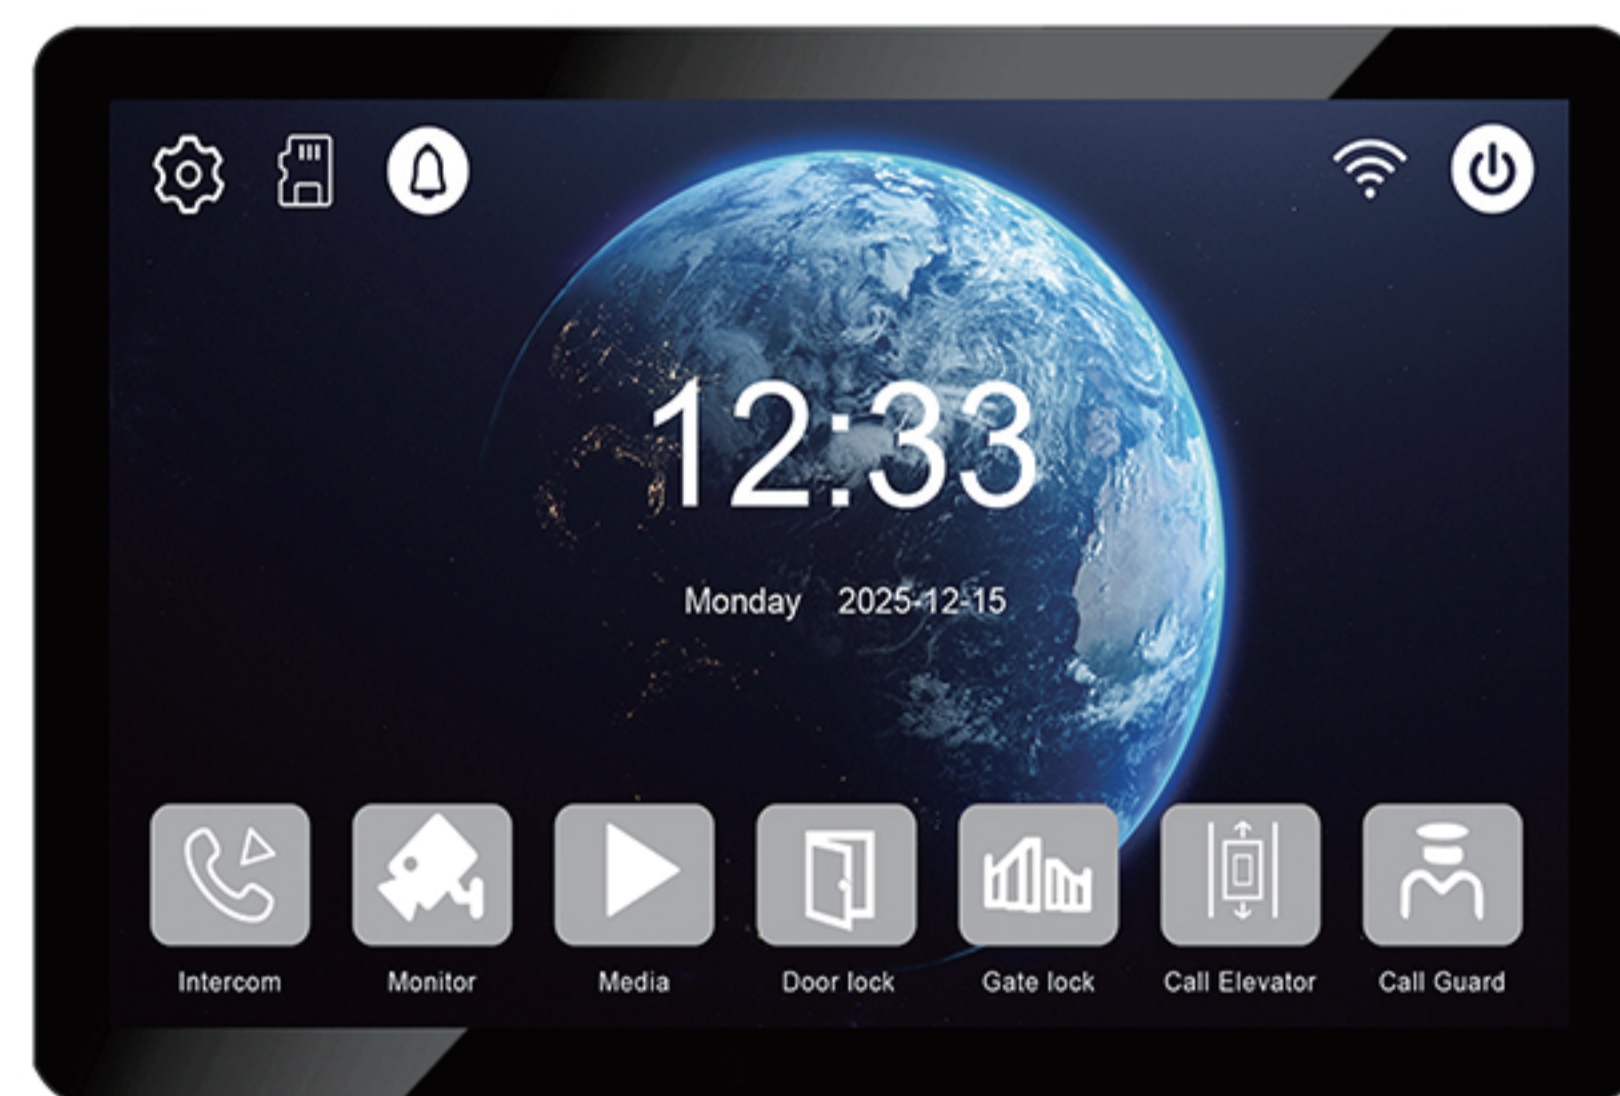 12:33
Monday 2025-12-15
Intercom Monitor Media Door lock Gate lock Call Elevator Call Guard